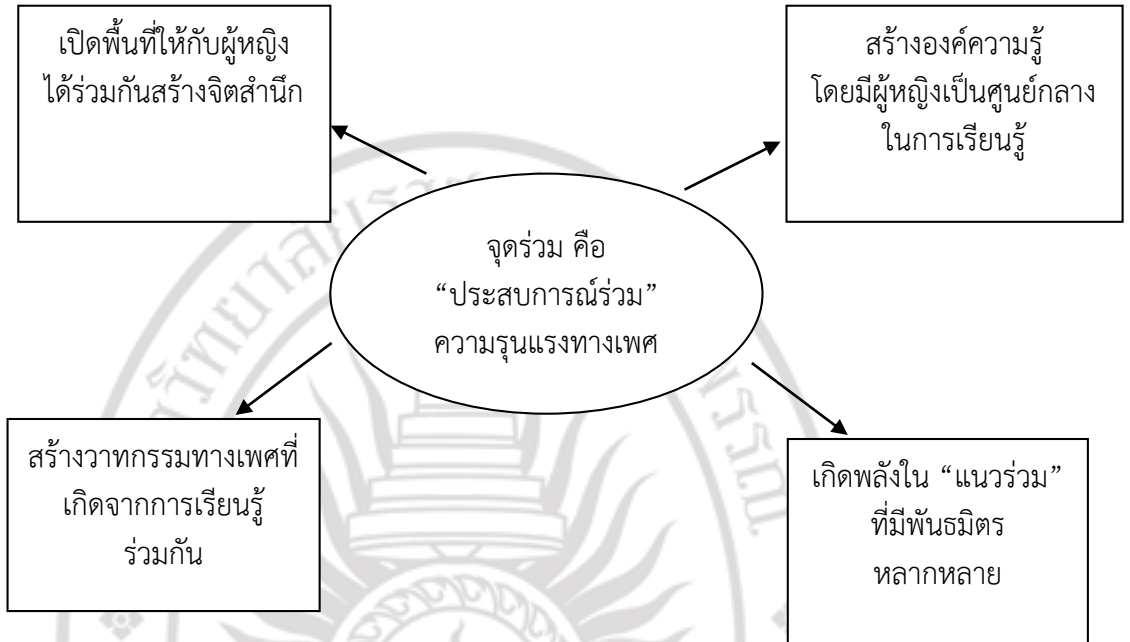 เปิดพื้นที่ให้กับผู้หญิง
ได้ร่วมกันสร้างจิตสำนึก
สร้างองค์ความรู้
โดยมีผู้หญิงเป็นศูนย์กลาง
ในการเรียนรู้
จุดร่วม คือ
“ประสบการณ์ร่วม”
ความรุนแรงทางเพศ
สร้างวาทกรรมทางเพศที่
เกิดจากการเรียนรู้
ร่วมกัน
เกิดพลังใน “แนวร่วม”
ที่มีพันธมิตร
หลากหลาย